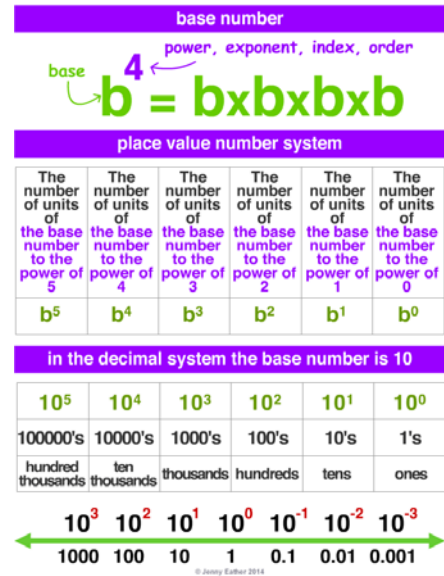 base number
power, exponent, index, order
base
b⁴ = bxbxbxb
place value number system
The number of units of the base number to the power of 5
The number of units of the base number to the power of 4
The number of units of the base number to the power of 3
The number of units of the base number to the power of 2
The number of units of the base number to the power of 1
The number of units of the base number to the power of 0
b⁵ b⁴ b³ b² b¹ b⁰
in the decimal system the base number is 10
10⁵ 10⁴ 10³ 10² 10¹ 10⁰
100000's 10000's 1000's 100's 10's 1's
hundred thousands ten thousands thousands hundreds tens ones
10³ 10² 10¹ 10⁰ 10⁻¹ 10⁻² 10⁻³
1000 100 10 1 0.1 0.01 0.001
© Jenny Eather 2014